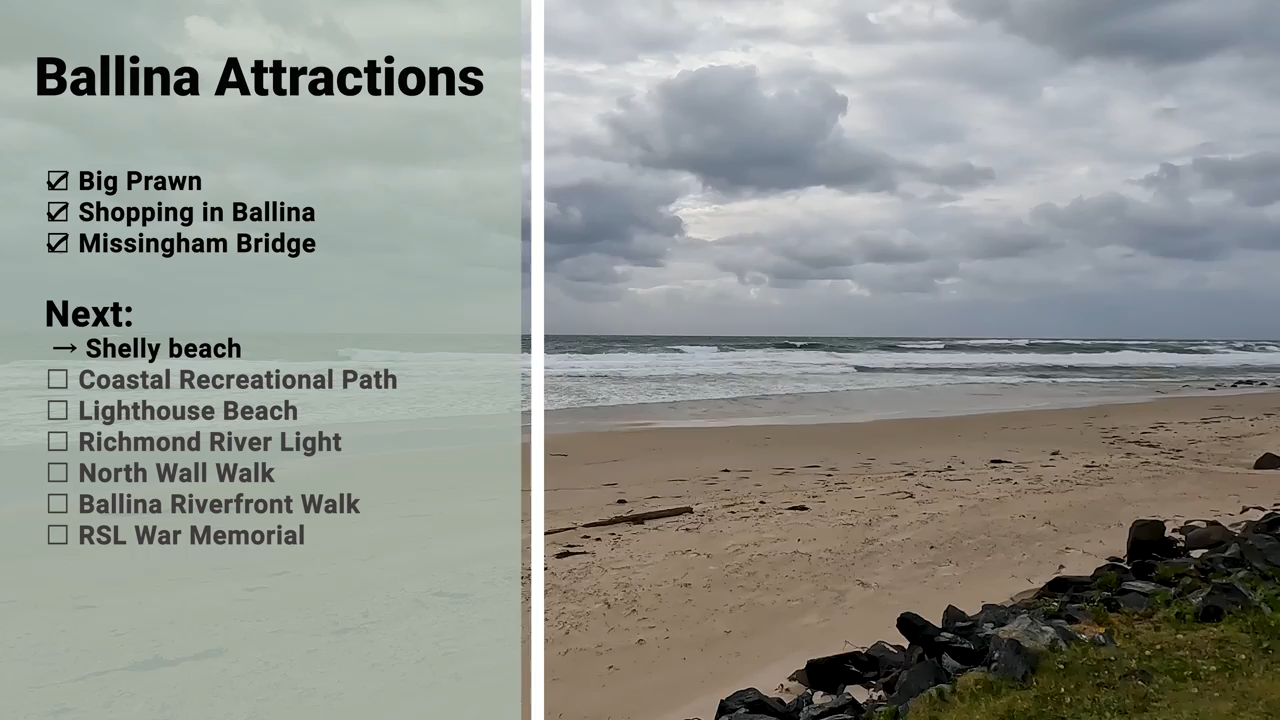 Ballina Attractions
☑ Big Prawn
☑ Shopping in Ballina
☑ Missingham Bridge
Next:
→ Shelly beach
☐ Coastal Recreational Path
☐ Lighthouse Beach
☐ Richmond River Light
☐ North Wall Walk
☐ Ballina Riverfront Walk
☐ RSL War Memorial